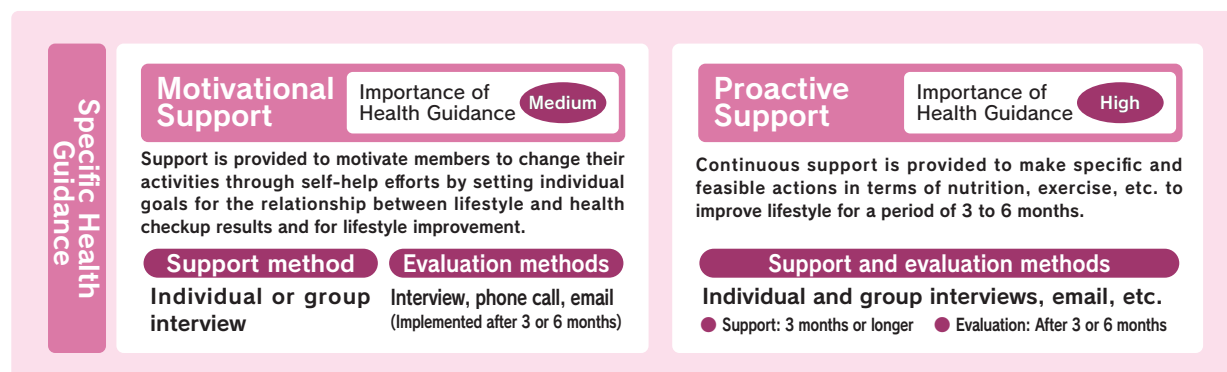 Specific Health
Guidance
Motivational
Support
Importance of
Health Guidance
Medium
Support is provided to motivate members to change their
activities through self-help efforts by setting individual
goals for the relationship between lifestyle and health
checkup results and for lifestyle improvement.
Support method
Individual or group
interview
Evaluation methods
Interview, phone call, email
(Implemented after 3 or 6 months)
Proactive
Support
Importance of
Health Guidance
High
Continuous support is provided to make specific and
feasible actions in terms of nutrition, exercise, etc. to
improve lifestyle for a period of 3 to 6 months.
Support and evaluation methods
Individual and group interviews, email, etc.
● Support: 3 months or longer ● Evaluation: After 3 or 6 months